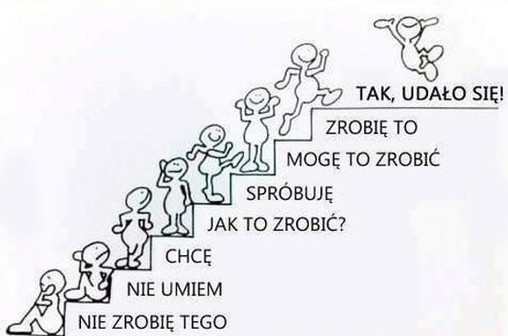 TAK, UDAŁO SIĘ!
ZROBIĘ TO
MOGĘ TO ZROBIĆ
SPRÓBUJĘ
JAK TO ZROBIĆ?
CHCĘ
NIE UMIEM
NIE ZROBIĘ TEGO